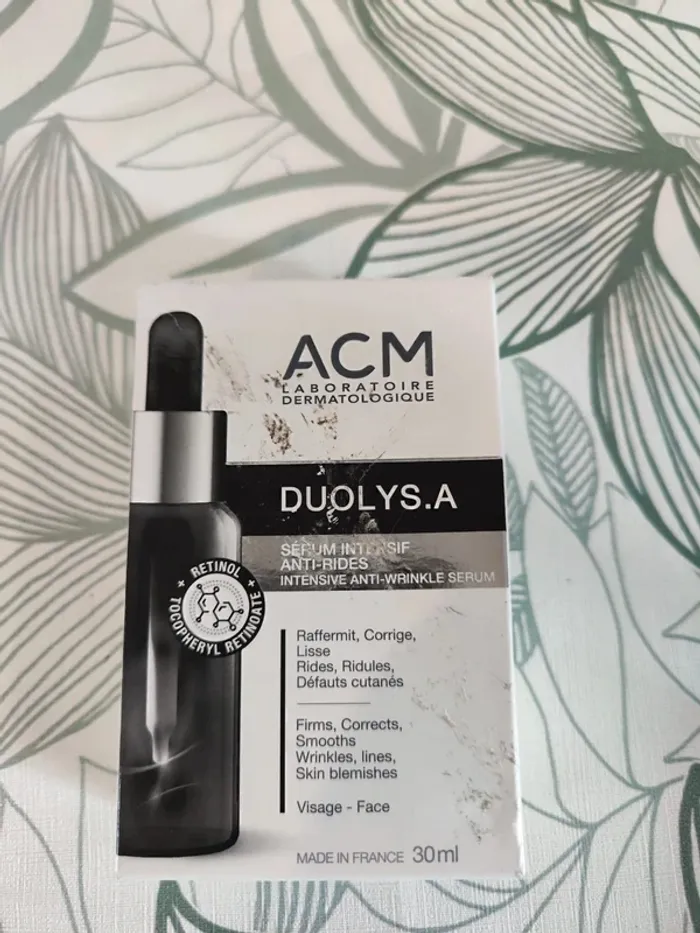 ACM
LABORATOIRE
DERMATOLOGIQUE
DUOLYS.A
SÉRUM INTENSIF
ANTI-RIDES
INTENSIVE ANTI-WRINKLE SERUM
+ RETINOL +
TOCOPHERYL RETINOATE
Raffermit, Corrige,
Lisse
Rides, Ridules,
Défauts cutanés
Firms, Corrects,
Smooths
Wrinkles, lines,
Skin blemishes
Visage - Face
MADE IN FRANCE 30ml